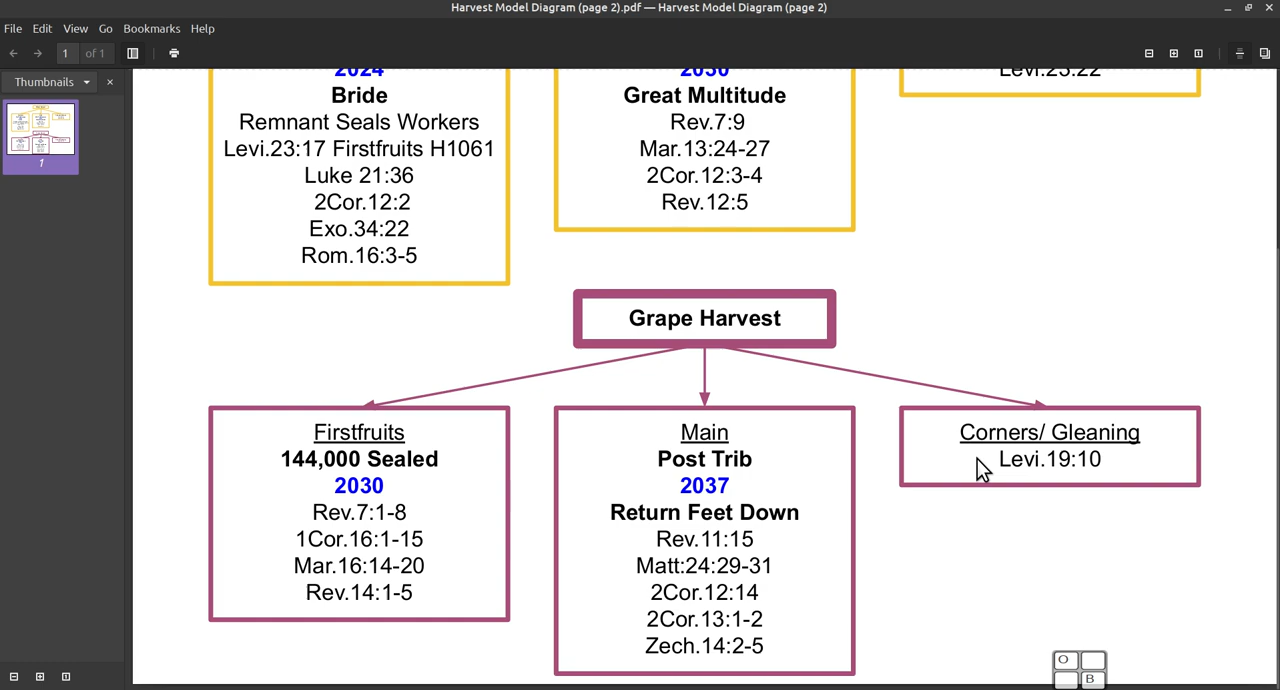 Harvest Model Diagram (page 2).pdf — Harvest Model Diagram (page 2)
File Edit View Go Bookmarks Help
1 of 1
Thumbnails
1
2024
Bride
Remnant Seals Workers
Levi.23:17 Firstfruits H1061
Luke 21:36
2Cor.12:2
Exo.34:22
Rom.16:3-5
2030
Great Multitude
Rev.7:9
Mar.13:24-27
2Cor.12:3-4
Rev.12:5
Levi.23:22
Grape Harvest
Firstfruits
144,000 Sealed
2030
Rev.7:1-8
1Cor.16:1-15
Mar.16:14-20
Rev.14:1-5
Main
Post Trib
2037
Return Feet Down
Rev.11:15
Matt:24:29-31
2Cor.12:14
2Cor.13:1-2
Zech.14:2-5
Corners/ Gleaning
Levi.19:10
O
B